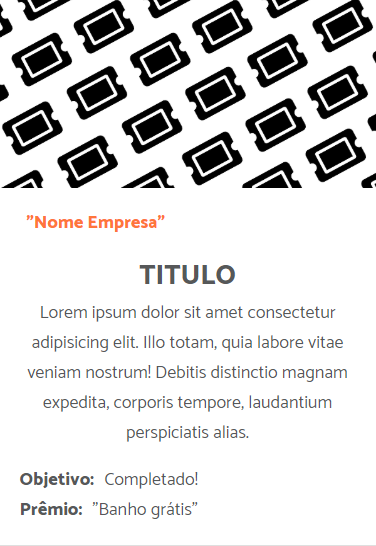 "Nome Empresa"
TITULO
Lorem ipsum dolor sit amet consectetur
adipisicing elit. Illo totam, quia labore vitae
veniam nostrum! Debitis distinctio magnam
expedita, corporis tempore, laudantium
perspiciatis alias.
Objetivo: Completado!
Prêmio: "Banho grátis"